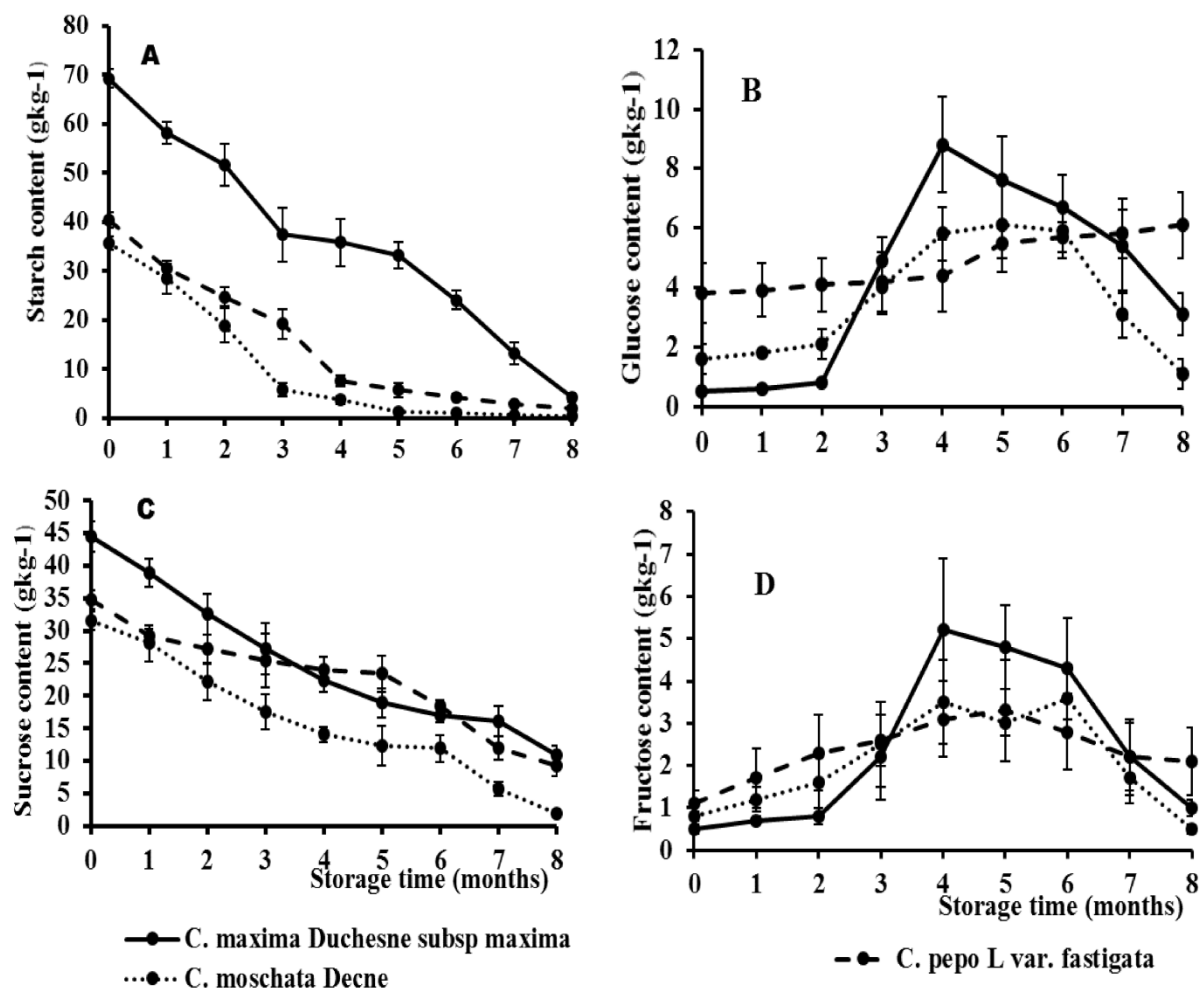 A
Starch content (gkg-1)
80
70
60
50
40
30
20
10
0
0 1 2 3 4 5 6 7 8
B
Glucose content (gkg-1)
12
10
8
6
4
2
0
0 1 2 3 4 5 6 7 8
C
Sucrose content (gkg-1)
50
45
40
35
30
25
20
15
10
5
0
0 1 2 3 4 5 6 7 8
Storage time (months)
D
Fructose content (gkg-1)
8
7
6
5
4
3
2
1
0
0 1 2 3 4 5 6 7 8
Storage time (months)
C. maxima Duchesne subsp maxima
C. moschata Decne
C. pepo L var. fastigata